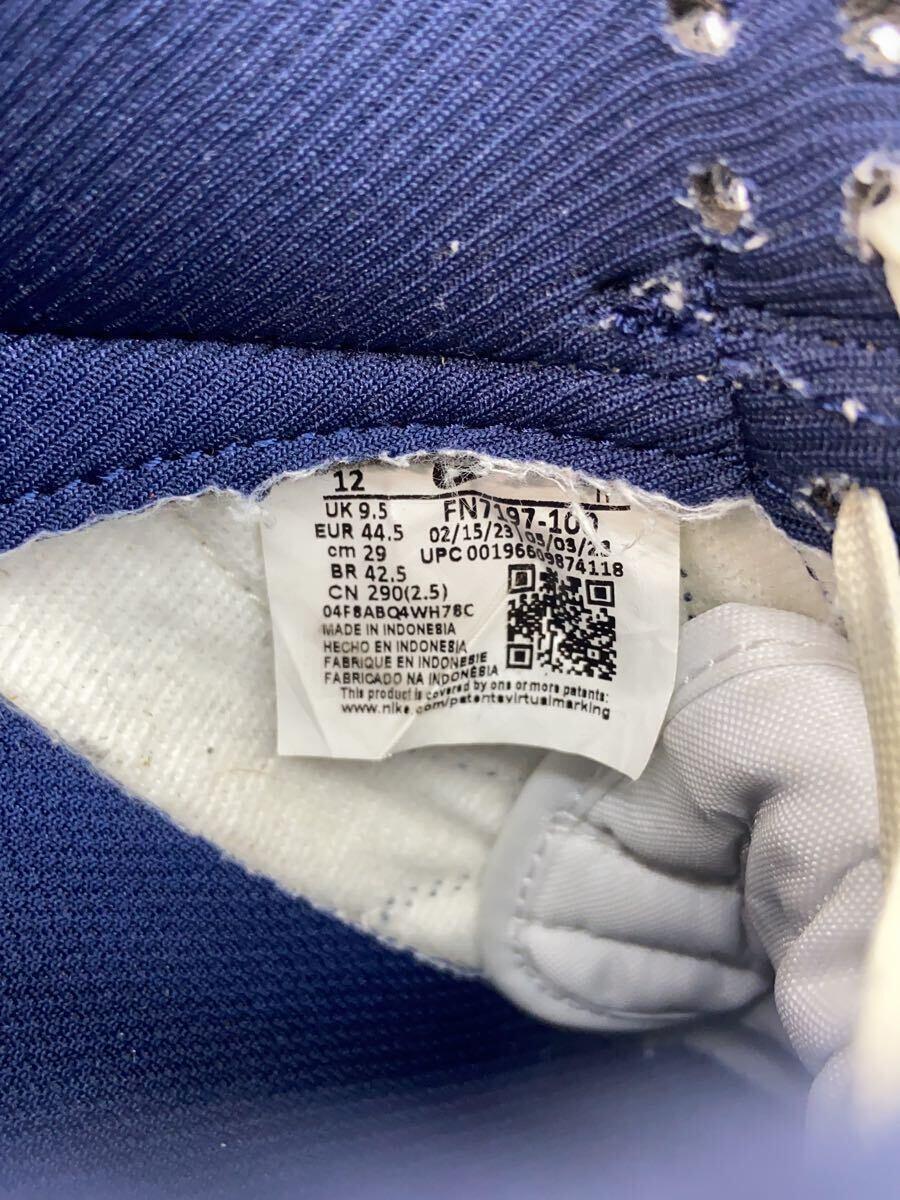 12
UK 9.5 FN7197-100
EUR 44.5 02/15/23 05/03/23
cm 29 UPC 00196609874118
BR 42.5
CN 290(2.5)
04F8ABQ4WH78C
MADE IN INDONESIA
HECHO EN INDONESIA
FABRIQUE EN INDONESIE
FABRICADO NA INDONÉSIA
This product is covered by one or more patents:
www.nike.com/patentsvirtualmarking